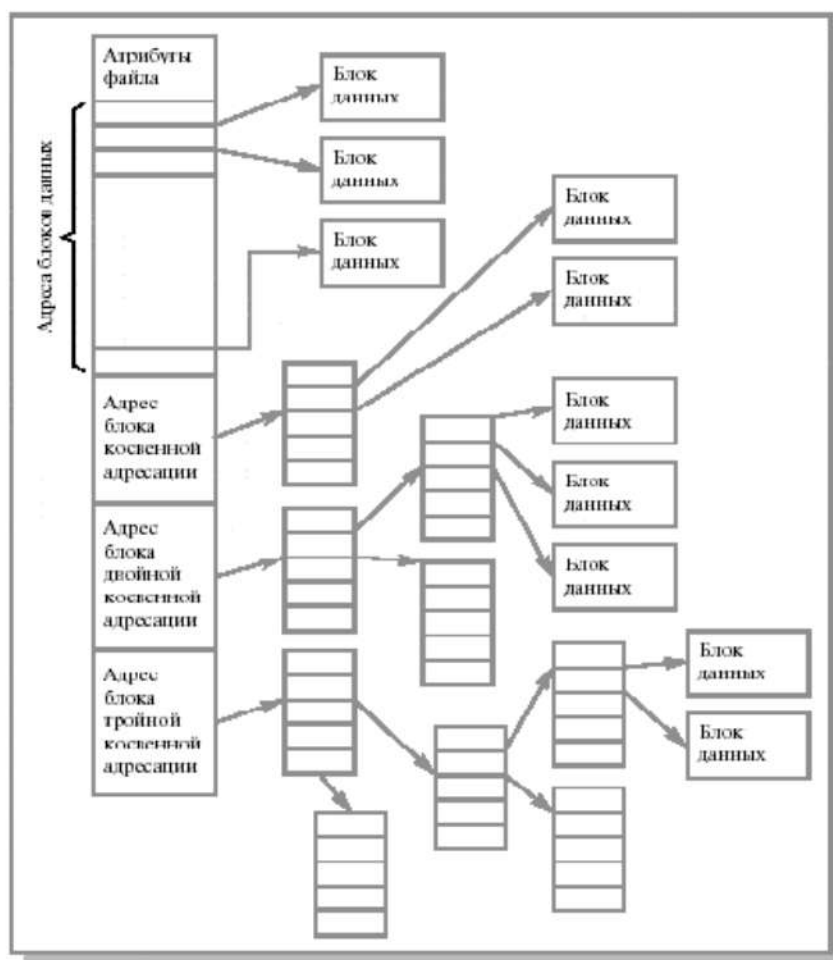 Атрибуты
файла
Адреса блоков данных
Блок
данных
Блок
данных
Блок
данных
Блок
данных
Блок
данных
Адрес
блока
косвенной
адресации
Блок
данных
Блок
данных
Блок
данных
Адрес
блока
двойной
косвенной
адресации
Адрес
блока
тройной
косвенной
адресации
Блок
данных
Блок
данных